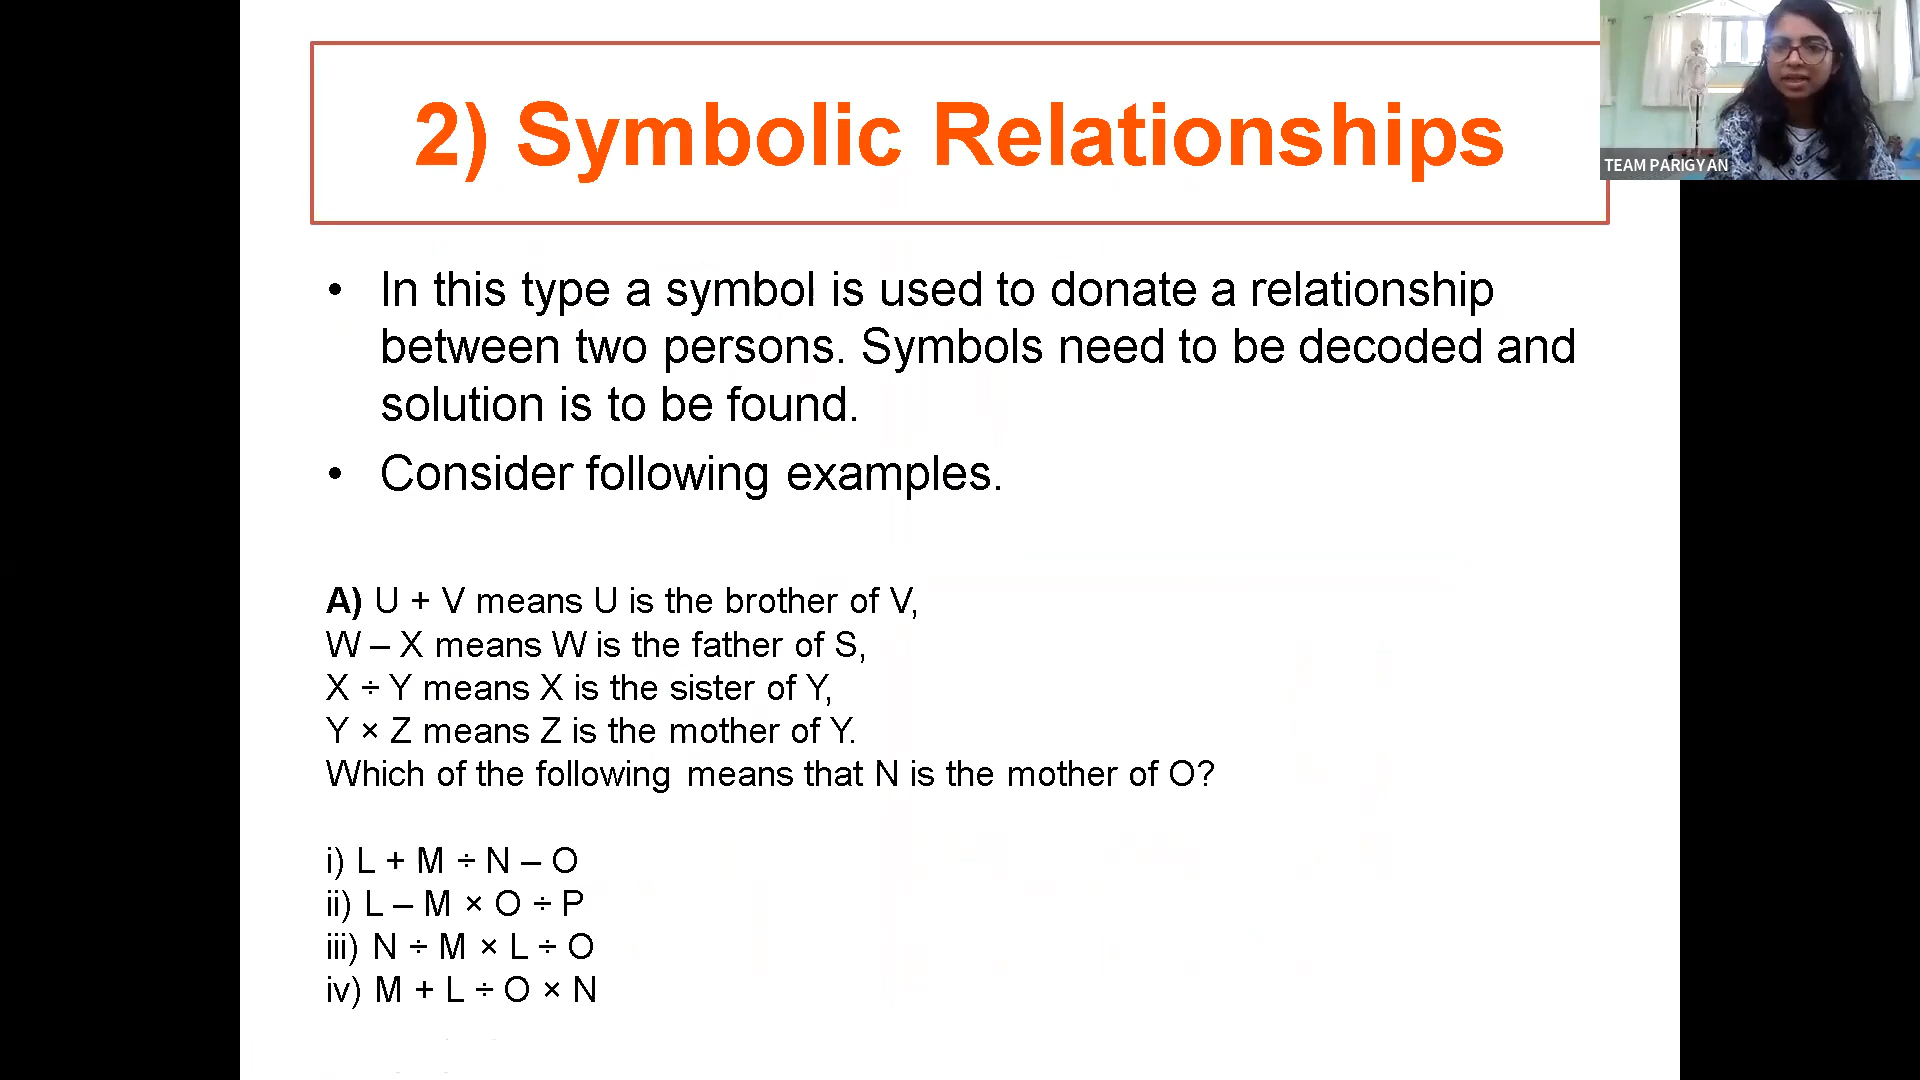 2) Symbolic Relationships
TEAM PARIGYAN
• In this type a symbol is used to donate a relationship
between two persons. Symbols need to be decoded and
solution is to be found.
• Consider following examples.
A) U + V means U is the brother of V,
W – X means W is the father of S,
X ÷ Y means X is the sister of Y,
Y × Z means Z is the mother of Y.
Which of the following means that N is the mother of O?
i) L + M ÷ N – O
ii) L – M × O ÷ P
iii) N ÷ M × L ÷ O
iv) M + L ÷ O × N